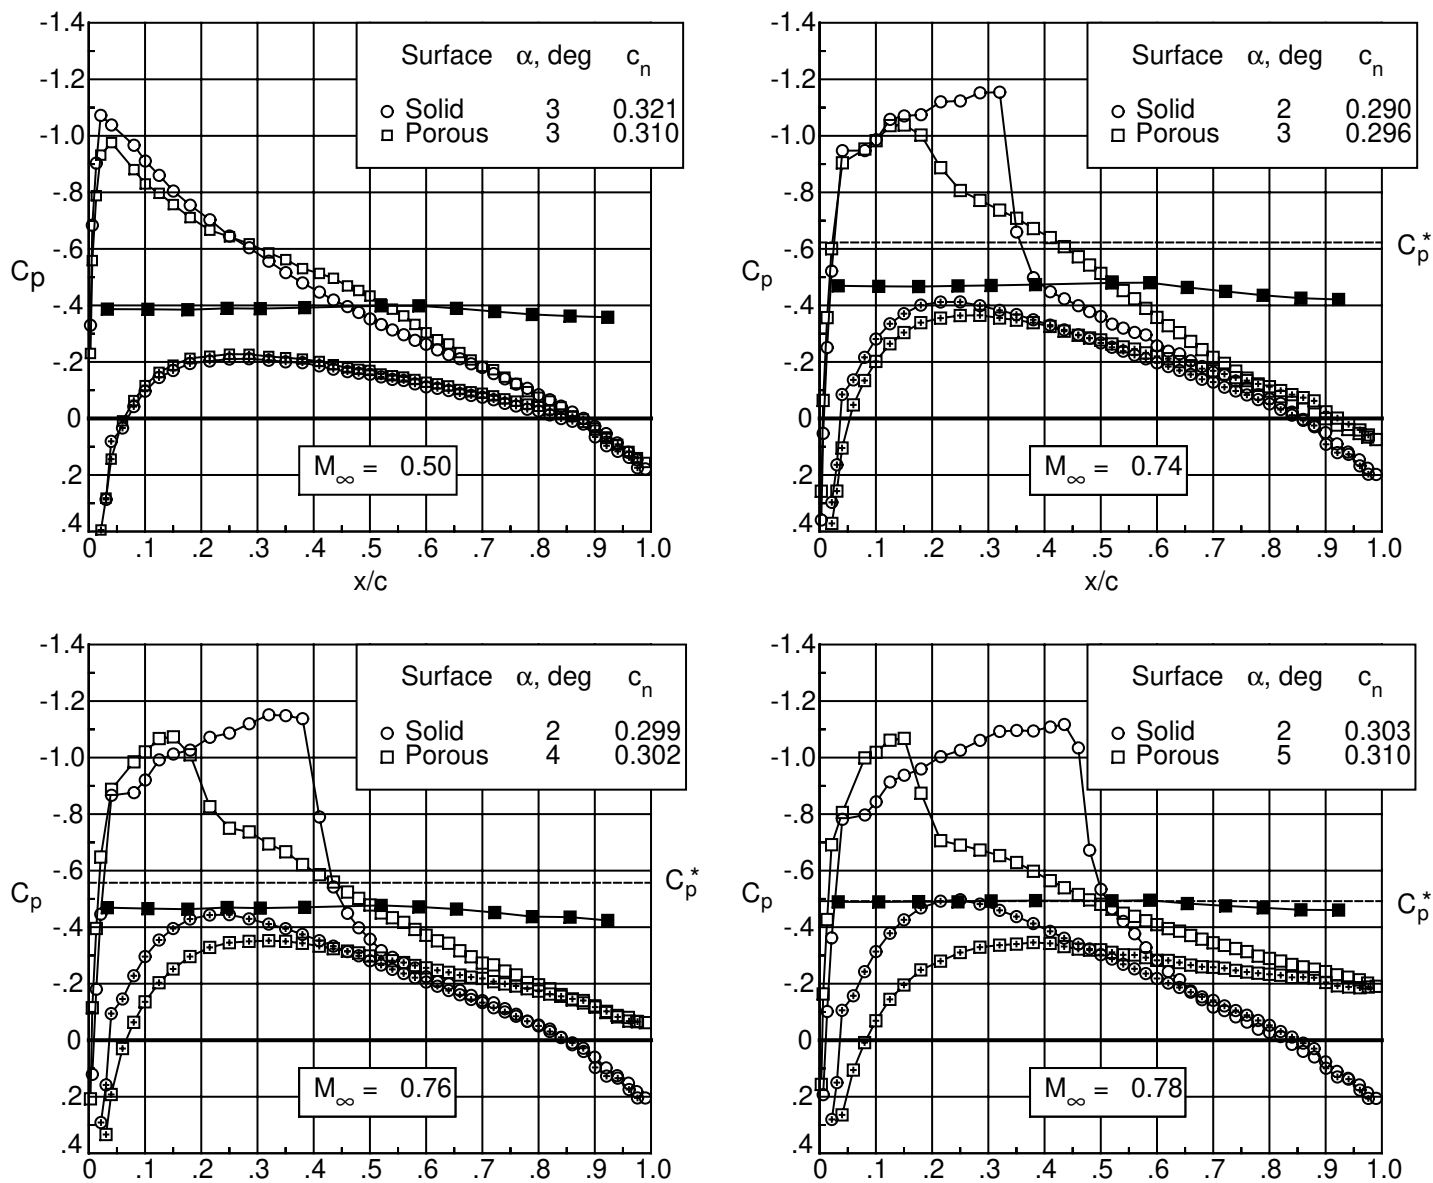 -1.4
-1.2
-1.0
-.8
-.6
-.4
-.2
0
.2
.4
Cp
Surface α, deg cn
Solid 3 0.321
Porous 3 0.310
M∞ = 0.50
0 .1 .2 .3 .4 .5 .6 .7 .8 .9 1.0
x/c
-1.4
-1.2
-1.0
-.8
-.6
-.4
-.2
0
.2
.4
Cp
Surface α, deg cn
Solid 2 0.290
Porous 3 0.296
Cp*
M∞ = 0.74
0 .1 .2 .3 .4 .5 .6 .7 .8 .9 1.0
x/c
-1.4
-1.2
-1.0
-.8
-.6
-.4
-.2
0
.2
.4
Cp
Surface α, deg cn
Solid 2 0.299
Porous 4 0.302
Cp*
M∞ = 0.76
0 .1 .2 .3 .4 .5 .6 .7 .8 .9 1.0
-1.4
-1.2
-1.0
-.8
-.6
-.4
-.2
0
.2
.4
Cp
Surface α, deg cn
Solid 2 0.303
Porous 5 0.310
Cp*
M∞ = 0.78
0 .1 .2 .3 .4 .5 .6 .7 .8 .9 1.0